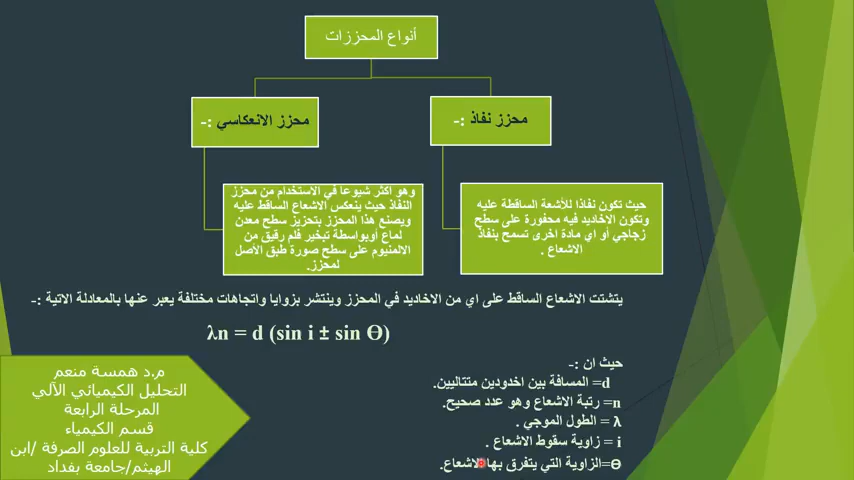 أنواع المحززات
محزز نفاذ :-
محزز الانعكاسي :-
حيث تكون نفاذا للأشعة الساقطة عليه
وتكون الاخاديد فيه محفورة على سطح
زجاجي أو اي مادة اخرى تسمح بنفاذ
الاشعاع .
وهو اكثر شيوعا في الاستخدام من محزز
النفاذ حيث ينعكس الاشعاع الساقط عليه
ويصنع هذا المحزز بتحزيز سطح معدن
لماع أوبواسطة تبخير فلم رقيق من
الالمنيوم على سطح صورة طبق الأصل
لمحزز.
يتشتت الاشعاع الساقط على اي من الاخاديد في المحزز وينتشر بزوايا واتجاهات مختلفة يعبر عنها بالمعادلة الاتية :-
λn = d (sin i ± sin Ө)
حيث ان :-
d= المسافة بين اخدودين متتاليين.
n= رتبة الاشعاع وهو عدد صحيح.
λ = الطول الموجي .
i = زاوية سقوط الاشعاع .
Ө=الزاوية التي يتفرق بها الاشعاع.
م.د همسة منعم
التحليل الكيميائي الآلي
المرحلة الرابعة
قسم الكيمياء
كلية التربية للعلوم الصرفة /ابن
الهيثم/جامعة بغداد